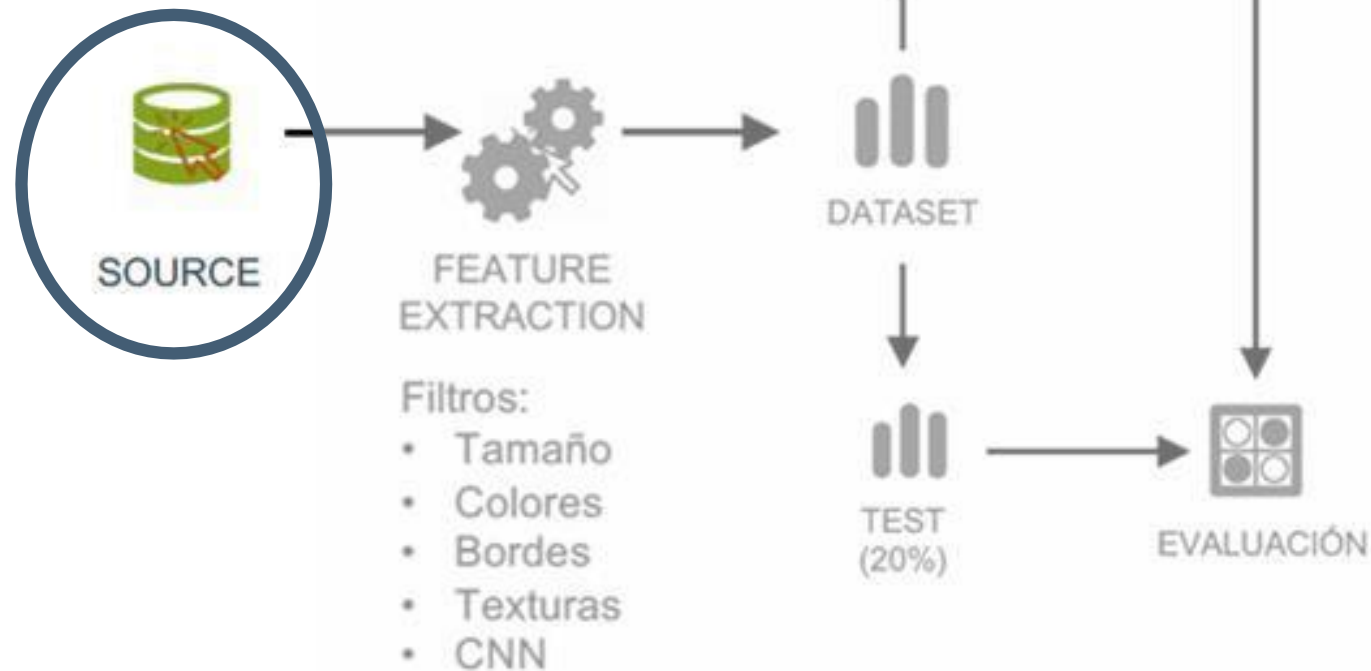 SOURCE
FEATURE
EXTRACTION
Filtros:
• Tamaño
• Colores
• Bordes
• Texturas
• CNN
DATASET
TEST
(20%)
EVALUACIÓN